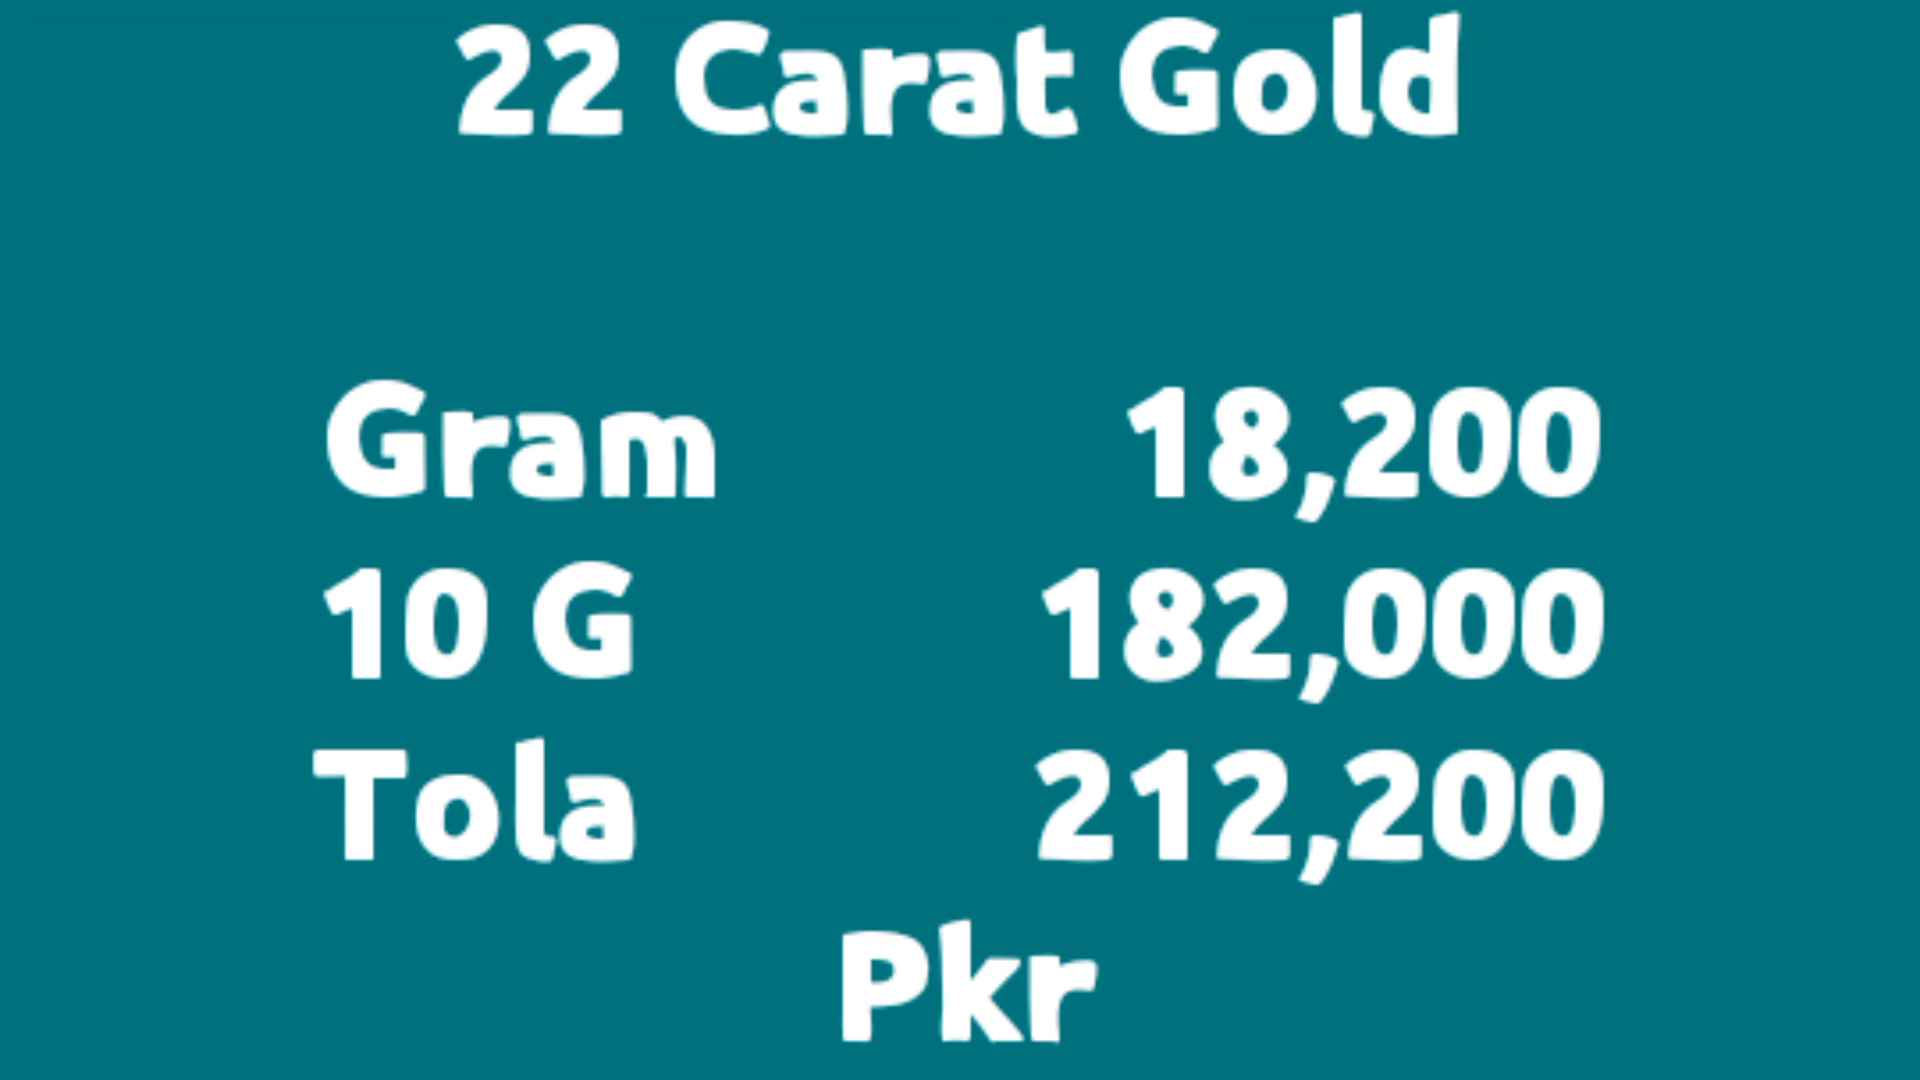 22 Carat Gold
Gram 18,200
10 G 182,000
Tola 212,200
Pkr